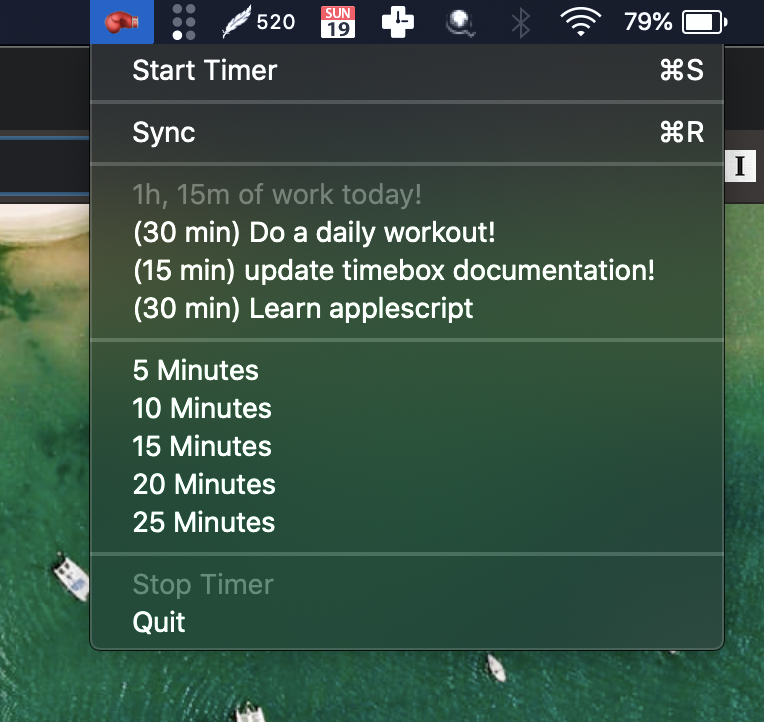 520
SUN
19
79%
Start Timer ⌘S
Sync ⌘R
I
1h, 15m of work today!
(30 min) Do a daily workout!
(15 min) update timebox documentation!
(30 min) Learn applescript
5 Minutes
10 Minutes
15 Minutes
20 Minutes
25 Minutes
Stop Timer
Quit